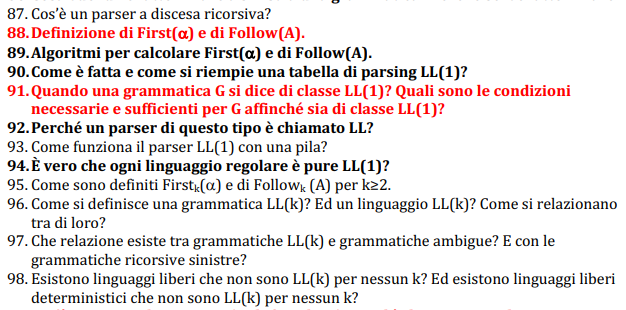 87. Cos'è un parser a discesa ricorsiva?
88. Definizione di First(α) e di Follow(A).
89. Algoritmi per calcolare First(α) e di Follow(A).
90. Come è fatta e come si riempie una tabella di parsing LL(1)?
91. Quando una grammatica G si dice di classe LL(1)? Quali sono le condizioni
necessarie e sufficienti per G affinché sia di classe LL(1)?
92. Perché un parser di questo tipo è chiamato LL?
93. Come funziona il parser LL(1) con una pila?
94. È vero che ogni linguaggio regolare è pure LL(1)?
95. Come sono definiti Firstₖ(α) e di Followₖ (A) per k≥2.
96. Come si definisce una grammatica LL(k)? Ed un linguaggio LL(k)? Come si relazionano
tra di loro?
97. Che relazione esiste tra grammatiche LL(k) e grammatiche ambigue? E con le
grammatiche ricorsive sinistre?
98. Esistono linguaggi liberi che non sono LL(k) per nessun k? Ed esistono linguaggi liberi
deterministici che non sono LL(k) per nessun k?